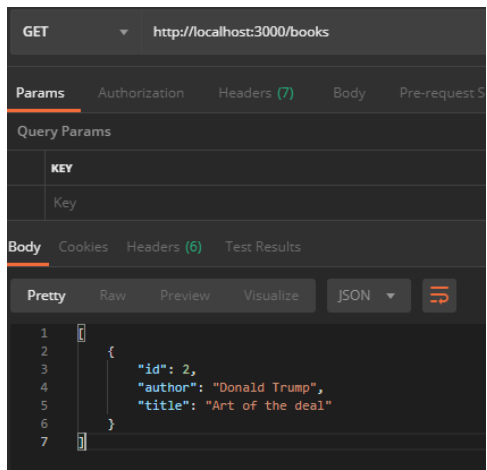 GET http://localhost:3000/books
Params Authorization Headers (7) Body Pre-request S
Query Params
KEY
Key
Body Cookies Headers (6) Test Results
Pretty Raw Preview Visualize JSON
1 [
2 {
3 "id": 2,
4 "author": "Donald Trump",
5 "title": "Art of the deal"
6 }
7 ]